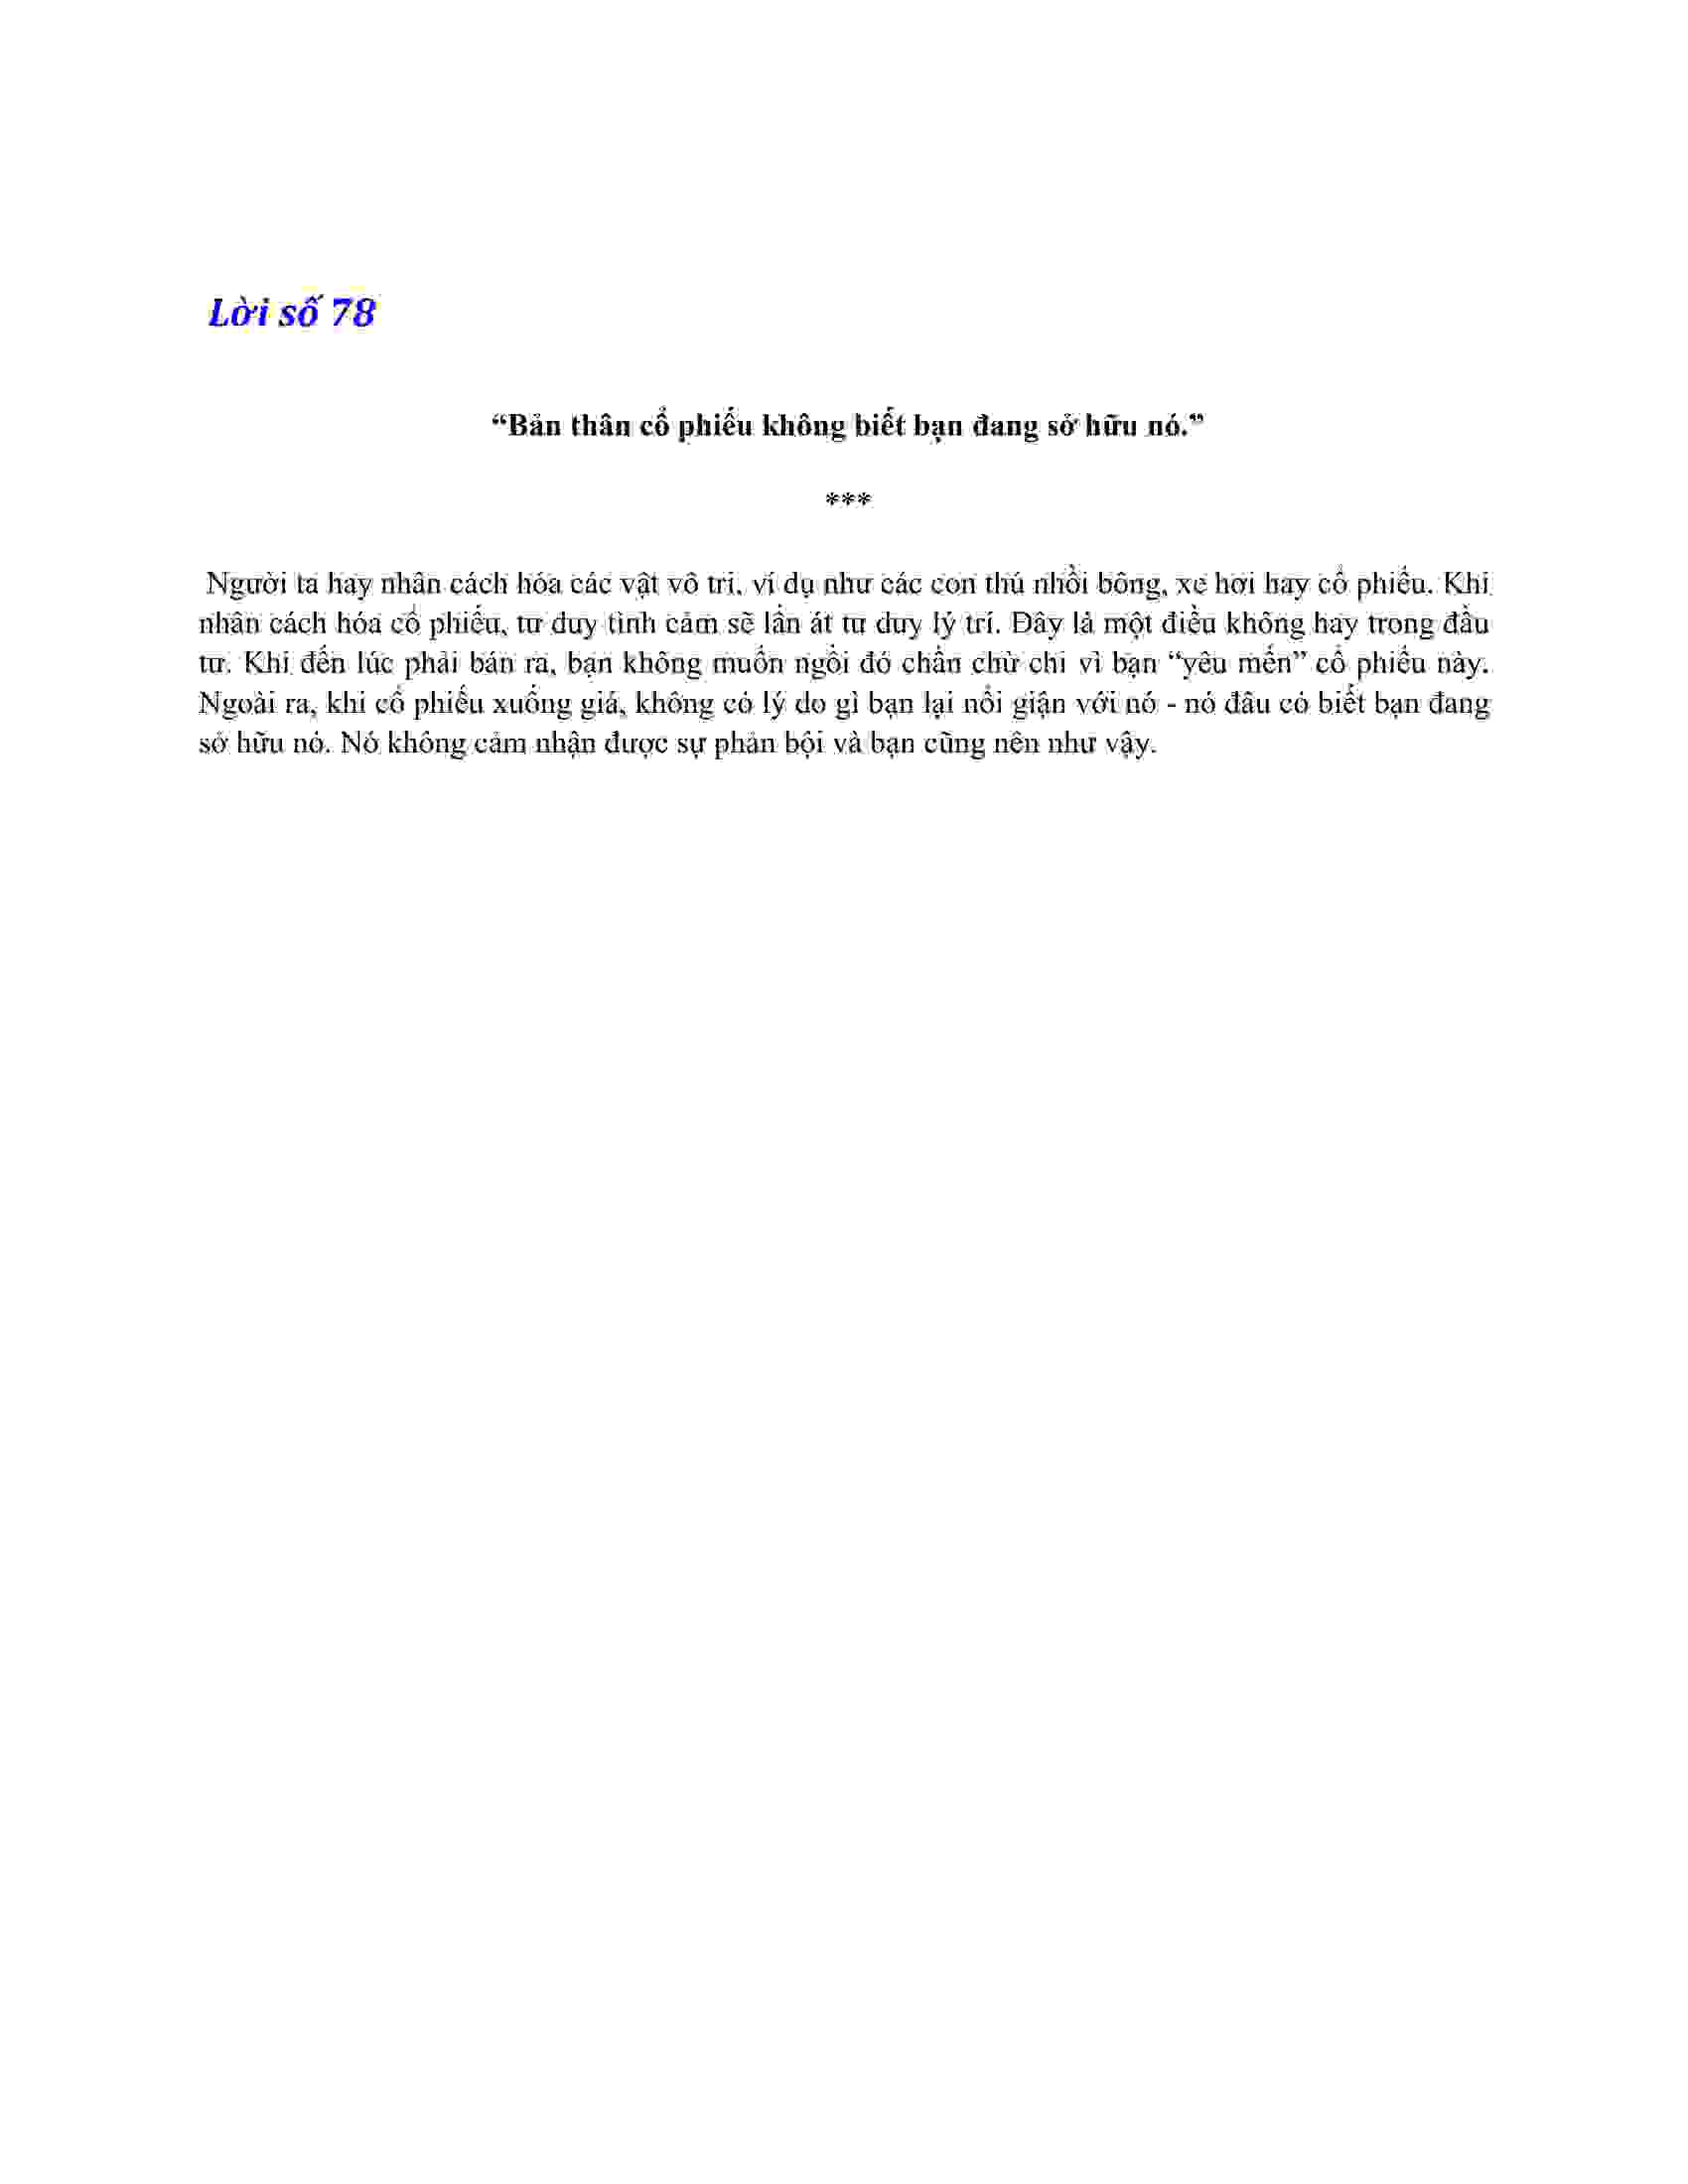 Lời số 78
“Bản thân cổ phiếu không biết bạn đang sở hữu nó.”
***
Người ta hay nhân cách hóa các vật vô tri, ví dụ như các con thú nhồi bông, xe hơi hay cổ phiếu. Khi
nhân cách hóa cổ phiếu, tư duy tình cảm sẽ lấn át tư duy lý trí. Đây là một điều không hay trong đầu
tư. Khi đến lúc phải bán ra, bạn không muốn ngồi đó chần chừ chỉ vì bạn “yêu mến” cổ phiếu này.
Ngoài ra, khi cổ phiếu xuống giá, không có lý do gì bạn lại nổi giận với nó - nó đâu có biết bạn đang
sở hữu nó. Nó không cảm nhận được sự phản bội và bạn cũng nên như vậy.